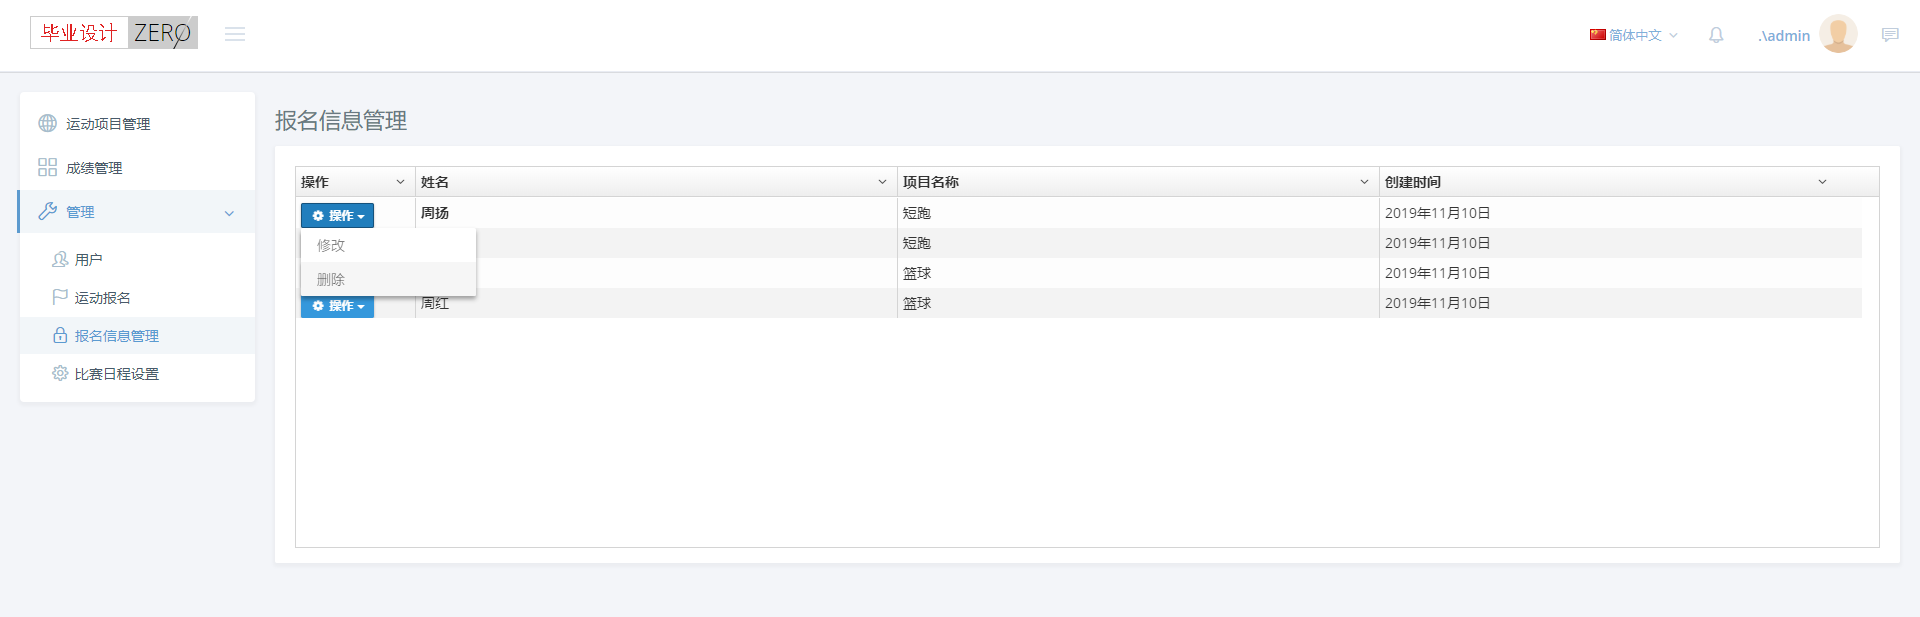 毕业设计 ZERO
简体中文
.\admin
运动项目管理
成绩管理
管理
用户
运动报名
报名信息管理
比赛日程设置
报名信息管理
操作 姓名 项目名称 创建时间
操作 周扬 短跑 2019年11月10日
修改 短跑 2019年11月10日
删除 篮球 2019年11月10日
操作 周红 篮球 2019年11月10日